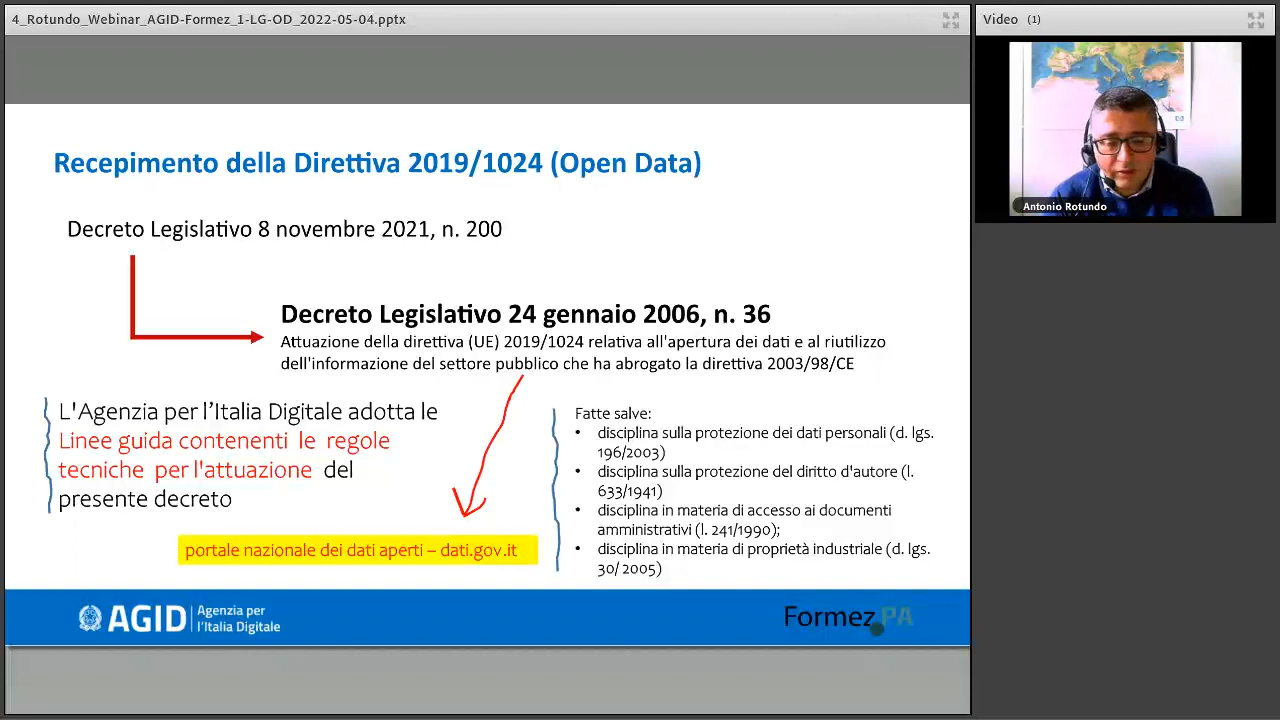 4_Rotundo_Webinar_AGID-Formez_1-LG-OD_2022-05-04.pptx
Video (1)
Antonio Rotundo
Recepimento della Direttiva 2019/1024 (Open Data)
Decreto Legislativo 8 novembre 2021, n. 200
Decreto Legislativo 24 gennaio 2006, n. 36
Attuazione della direttiva (UE) 2019/1024 relativa all'apertura dei dati e al riutilizzo
dell'informazione del settore pubblico che ha abrogato la direttiva 2003/98/CE
L'Agenzia per l’Italia Digitale adotta le
Linee guida contenenti le regole
tecniche per l'attuazione del
presente decreto
portale nazionale dei dati aperti – dati.gov.it
Fatte salve:
• disciplina sulla protezione dei dati personali (d. lgs.
196/2003)
• disciplina sulla protezione del diritto d'autore (l.
633/1941)
• disciplina in materia di accesso ai documenti
amministrativi (l. 241/1990);
• disciplina in materia di proprietà industriale (d. lgs.
30/ 2005)
AGID
Agenzia per
l’Italia Digitale
Formez PA